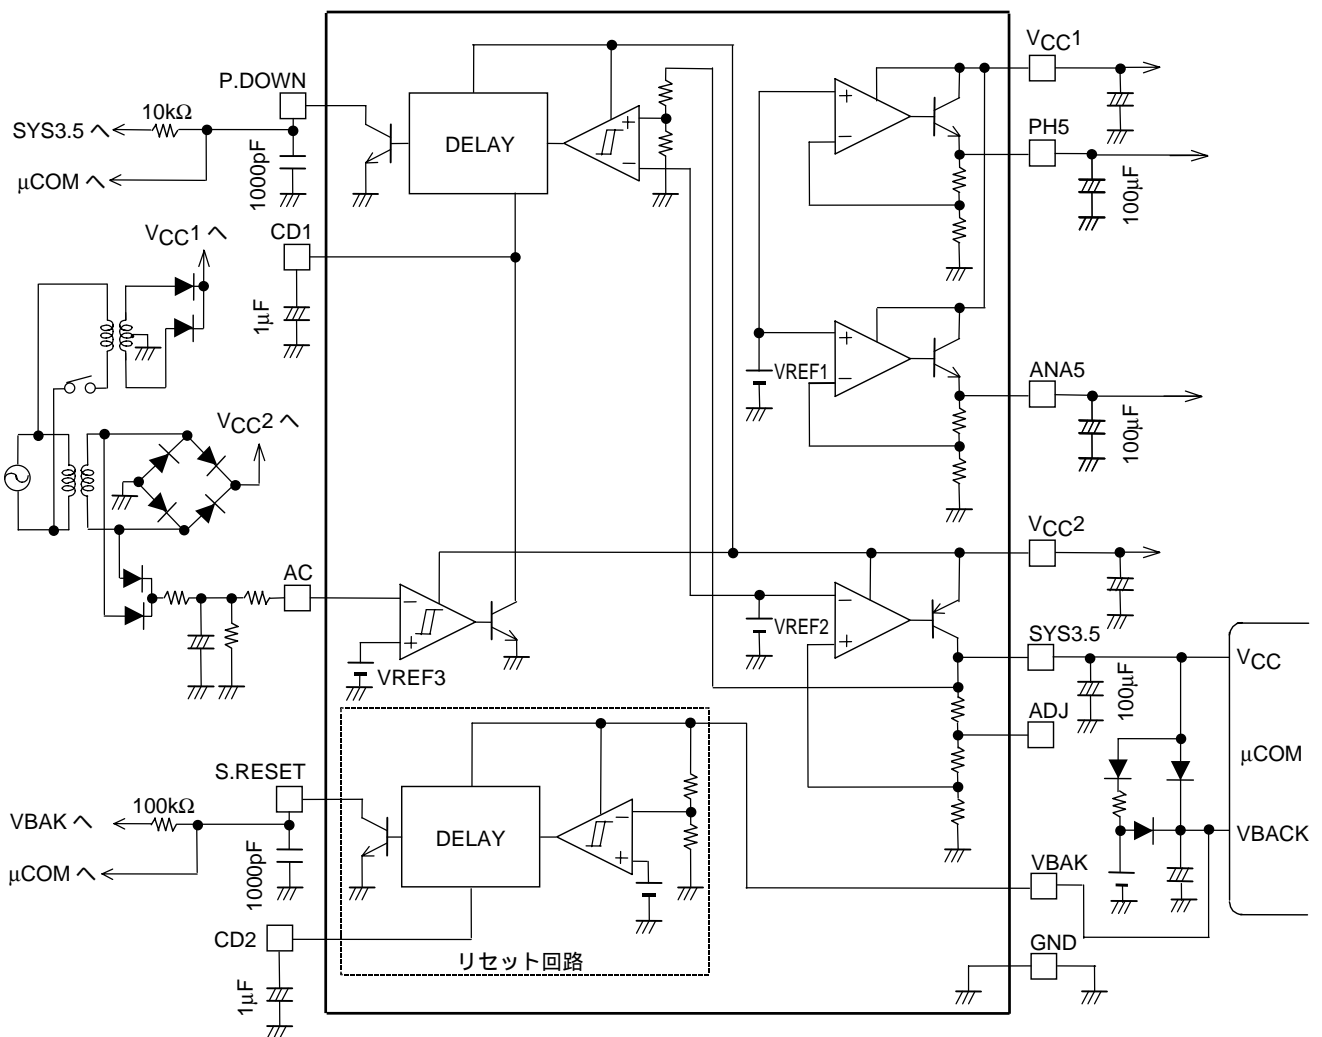 VCC1
P.DOWN
10kΩ
SYS3.5 へ
μCOM へ
1000pF
DELAY
+
−
+
−
PH5
100μF
VCC1 へ
CD1
1μF
+
−
VREF1
ANA5
100μF
VCC2 へ
VCC2
AC
−
+
VREF3
−
+
VREF2
SYS3.5
100μF
VCC
ADJ
μCOM
VBACK
S.RESET
100kΩ
VBAK へ
μCOM へ
1000pF
DELAY
−
+
VBAK
CD2
リセット回路
GND
1μF